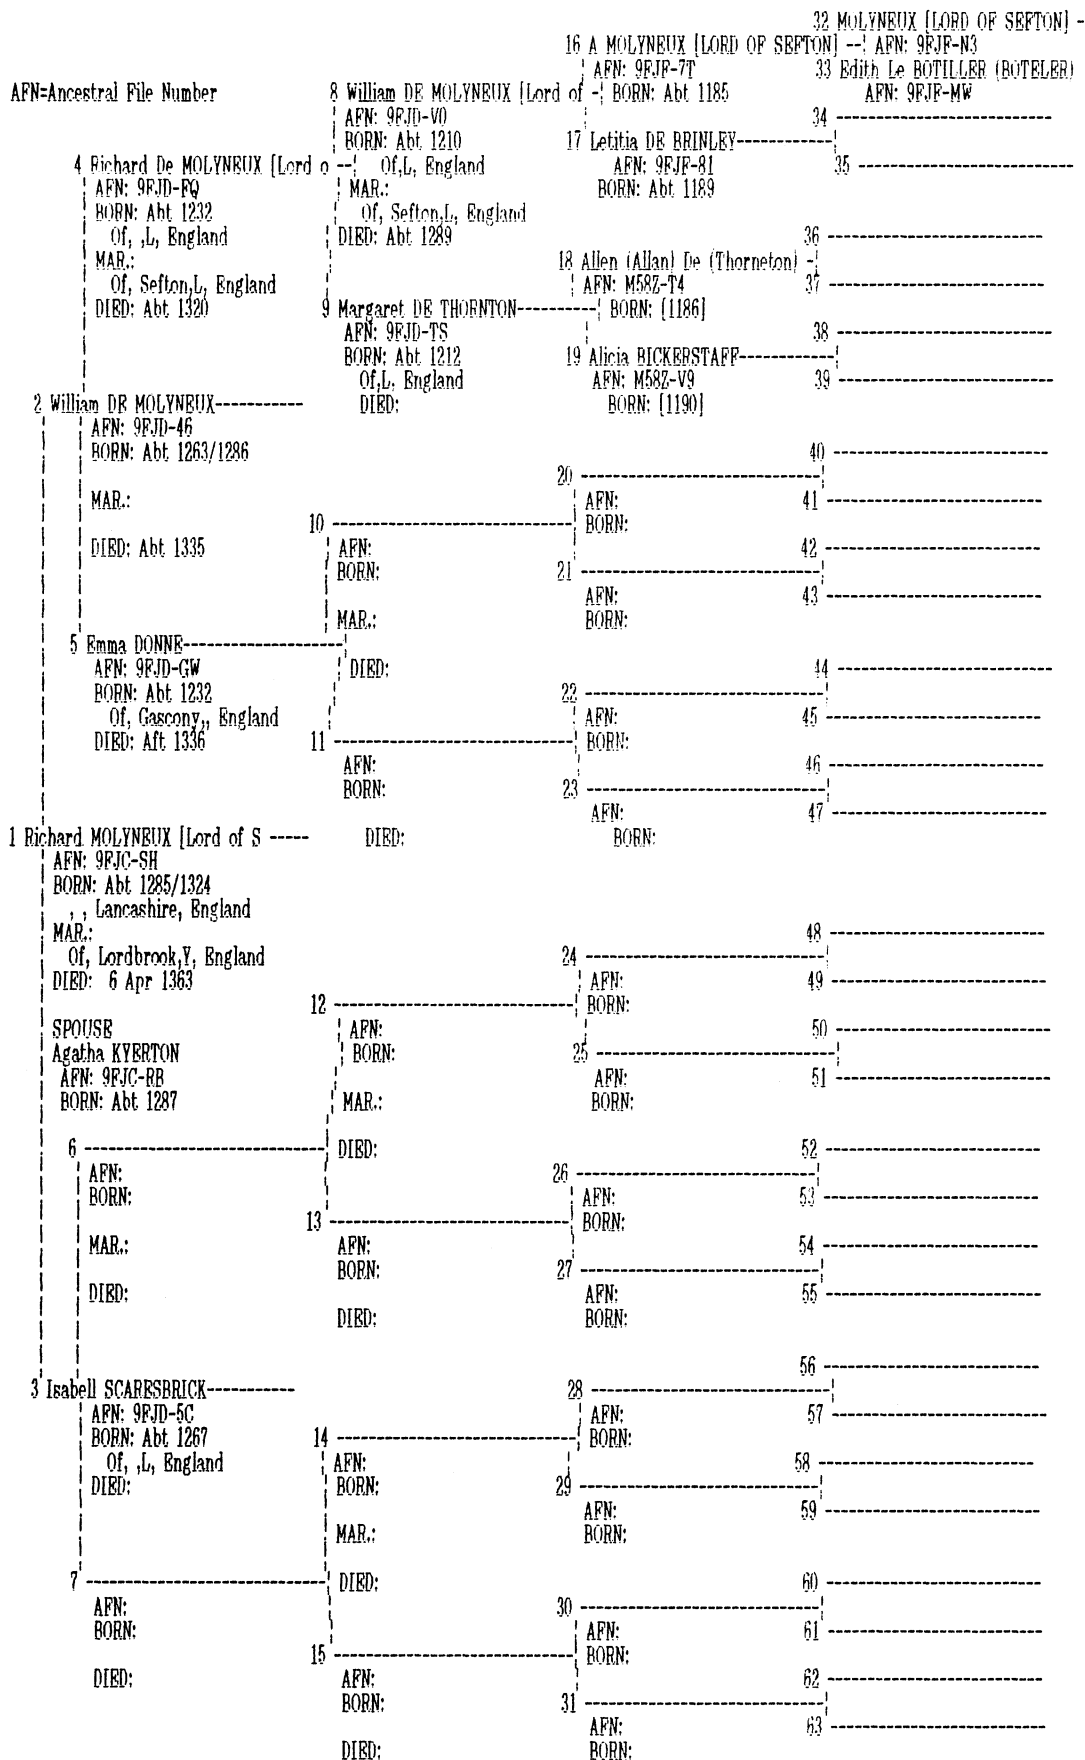 32 MOLYNEUX [LORD OF SEFTON] -
16 A MOLYNEUX [LORD OF SEFTON] -- AFN: 9FJF-N3
AFN: 9FJF-7T 33 Edith Le BOTILLER (BOTELER)
AFN=Ancestral File Number 8 William DE MOLYNEUX [Lord of - BORN: Abt 1185 AFN: 9FJF-MW
AFN: 9FJD-V0 34
BORN: Abt 1210 17 Letitia DE BRINLEY
4 Richard De MOLYNEUX [Lord o -- Of,L, England AFN: 9FJF-81 35
AFN: 9FJD-FQ MAR.: BORN: Abt 1189
BORN: Abt 1232 Of, Sefton,L, England
Of, ,L, England DIED: Abt 1289 36
MAR.: 18 Allen (Allan) De (Thorneton) -
Of, Sefton,L, England AFN: M58Z-T4 37
DIED: Abt 1320 9 Margaret DE THORNTON BORN: [1186]
AFN: 9FJD-TS 38
BORN: Abt 1212 19 Alicia BICKERSTAFF
Of,L, England AFN: M58Z-V9 39
2 William DE MOLYNEUX DIED: BORN: [1190]
AFN: 9FJD-46
BORN: Abt 1263/1286 40
20
MAR.: AFN: 41
10 BORN:
DIED: Abt 1335 AFN: 42
BORN: 21
AFN: 43
MAR.: BORN:
5 Emma DONNE
AFN: 9FJD-GW DIED: 44
BORN: Abt 1232 22
Of, Gascony,, England AFN: 45
DIED: Aft 1336 11 BORN:
AFN: 46
BORN: 23
AFN: 47
1 Richard MOLYNEUX [Lord of S ----- DIED: BORN:
AFN: 9FJC-SH
BORN: Abt 1285/1324
, , Lancashire, England
MAR.: 48
Of, Lordbrook,Y, England 24
DIED: 6 Apr 1363 AFN: 49
12 BORN:
SPOUSE AFN: 50
Agatha KYERTON BORN: 25
AFN: 9FJC-RB AFN: 51
BORN: Abt 1287 MAR.: BORN:
6 DIED: 52
AFN: 26
BORN: AFN: 53
13 BORN:
MAR.: AFN: 54
BORN: 27
DIED: AFN: 55
DIED: BORN:
56
3 Isabell SCARESBRICK 28
AFN: 9FJD-5C AFN: 57
BORN: Abt 1267 14 BORN:
Of, ,L, England AFN: 58
DIED: BORN: 29
AFN: 59
MAR.: BORN:
7 DIED: 60
AFN: 30
BORN: AFN: 61
15 BORN:
DIED: AFN: 62
BORN: 31
AFN: 63
DIED: BORN: